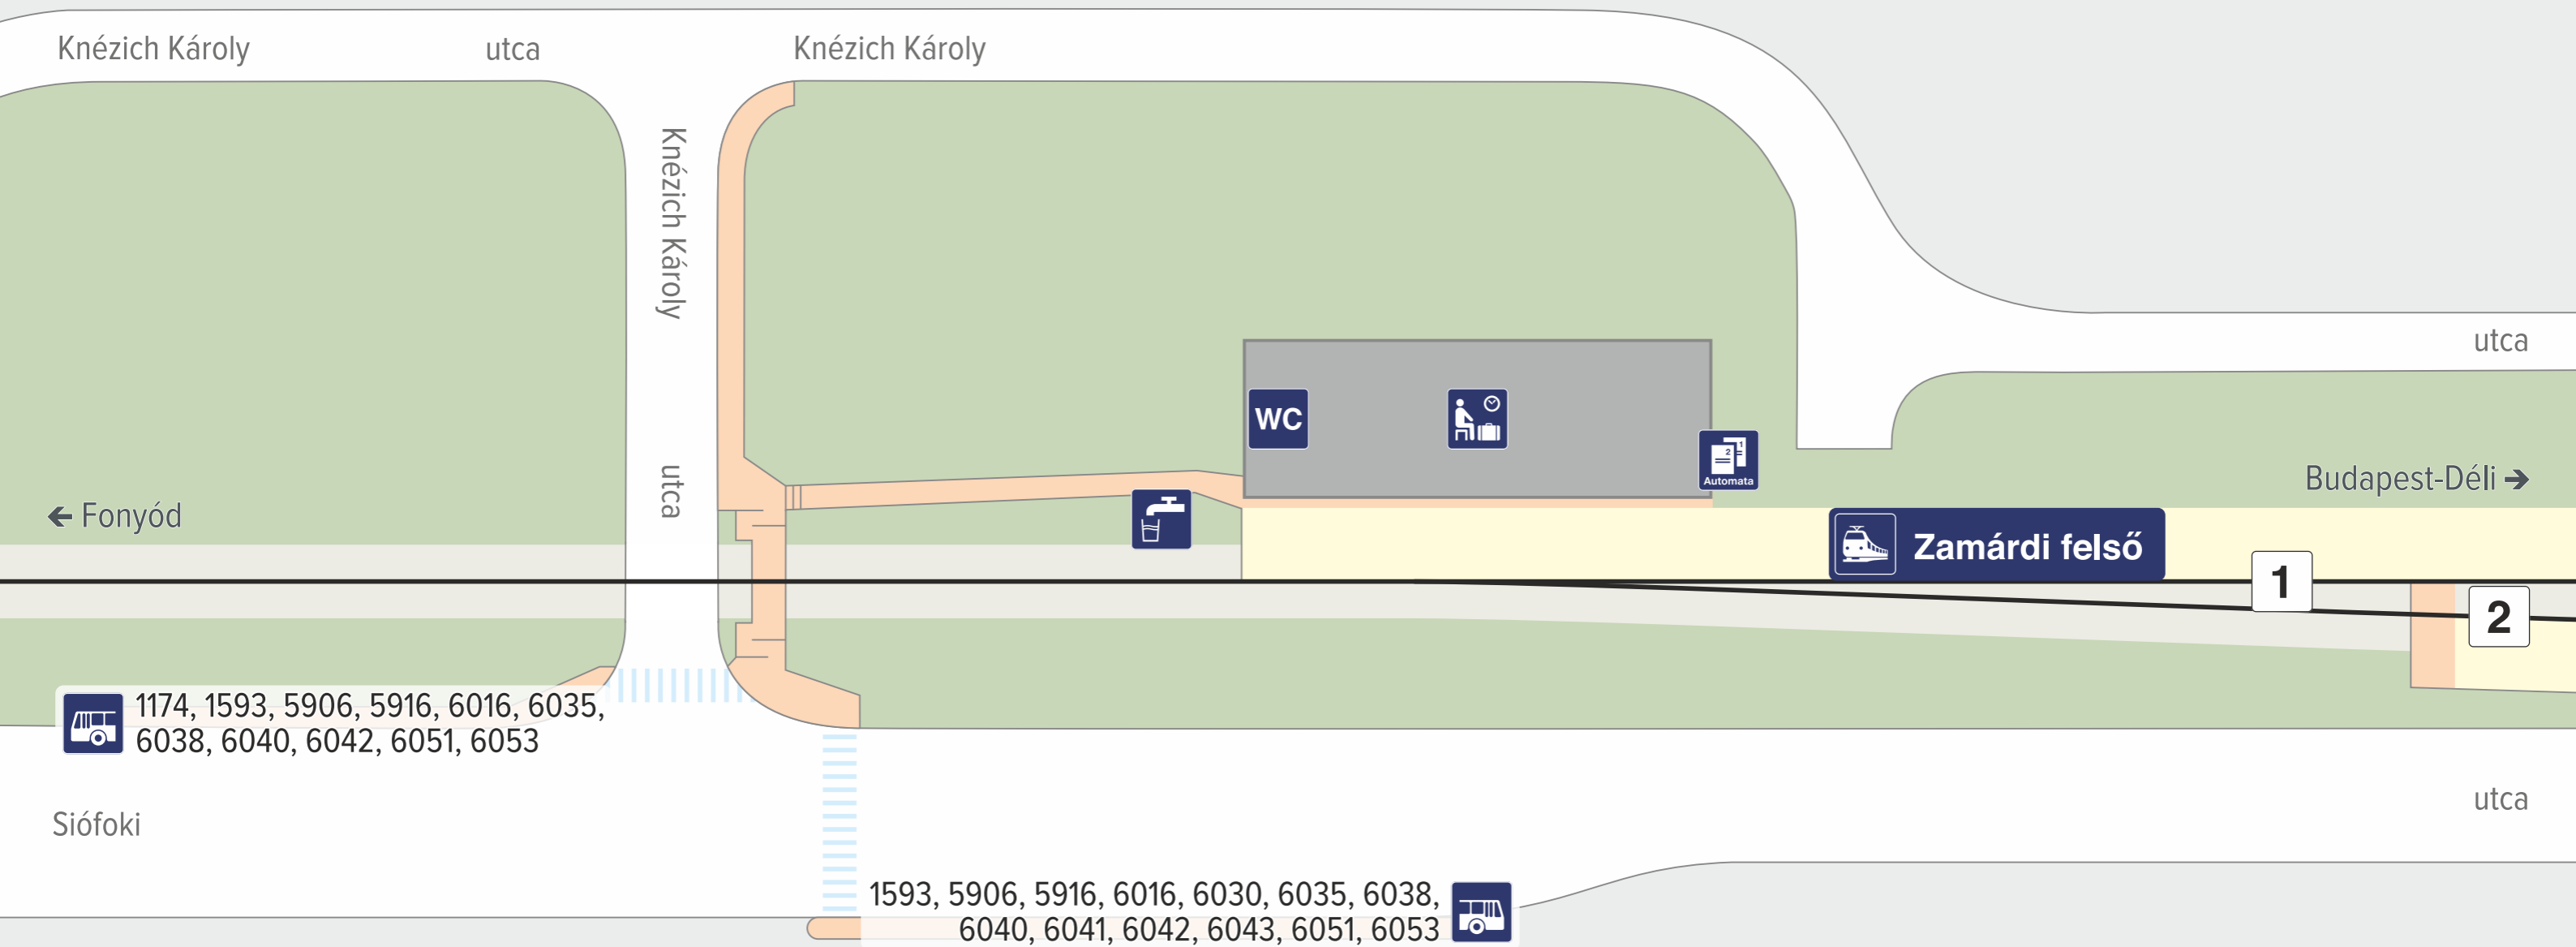 Knézich Károly utca
Knézich Károly utca
Knézich Károly utca
WC
2 1
Automata
← Fonyód
Budapest-Déli →
Zamárdi felső
1
2
1174, 1593, 5906, 5916, 6016, 6035,
6038, 6040, 6042, 6051, 6053
Siófoki utca
1593, 5906, 5916, 6016, 6030, 6035, 6038,
6040, 6041, 6042, 6043, 6051, 6053